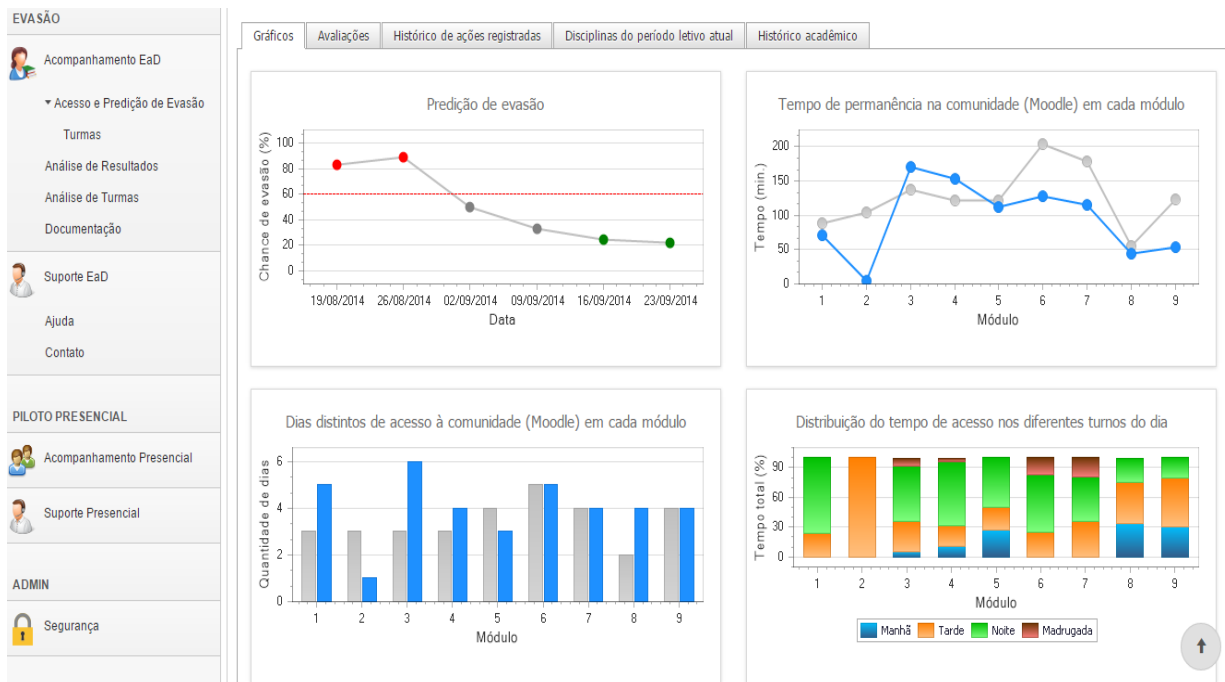 EVASÃO
Acompanhamento EaD
Acesso e Predição de Evasão
Turmas
Análise de Resultados
Análise de Turmas
Documentação
Suporte EaD
Ajuda
Contato
PILOTO PRESENCIAL
Acompanhamento Presencial
Suporte Presencial
ADMIN
Segurança
Gráficos Avaliações Histórico de ações registradas Disciplinas do período letivo atual Histórico acadêmico
Predição de evasão
Chance de evasão (%)
100
80
60
40
20
0
19/08/2014 26/08/2014 02/09/2014 09/09/2014 16/09/2014 23/09/2014
Data
Tempo de permanência na comunidade (Moodle) em cada módulo
Tempo (min.)
200
150
100
50
0
1 2 3 4 5 6 7 8 9
Módulo
Dias distintos de acesso à comunidade (Moodle) em cada módulo
Quantidade de dias
6
4
2
0
1 2 3 4 5 6 7 8 9
Módulo
Distribuição do tempo de acesso nos diferentes turnos do dia
Tempo total (%)
90
60
30
0
1 2 3 4 5 6 7 8 9
Módulo
Manhã Tarde Noite Madrugada